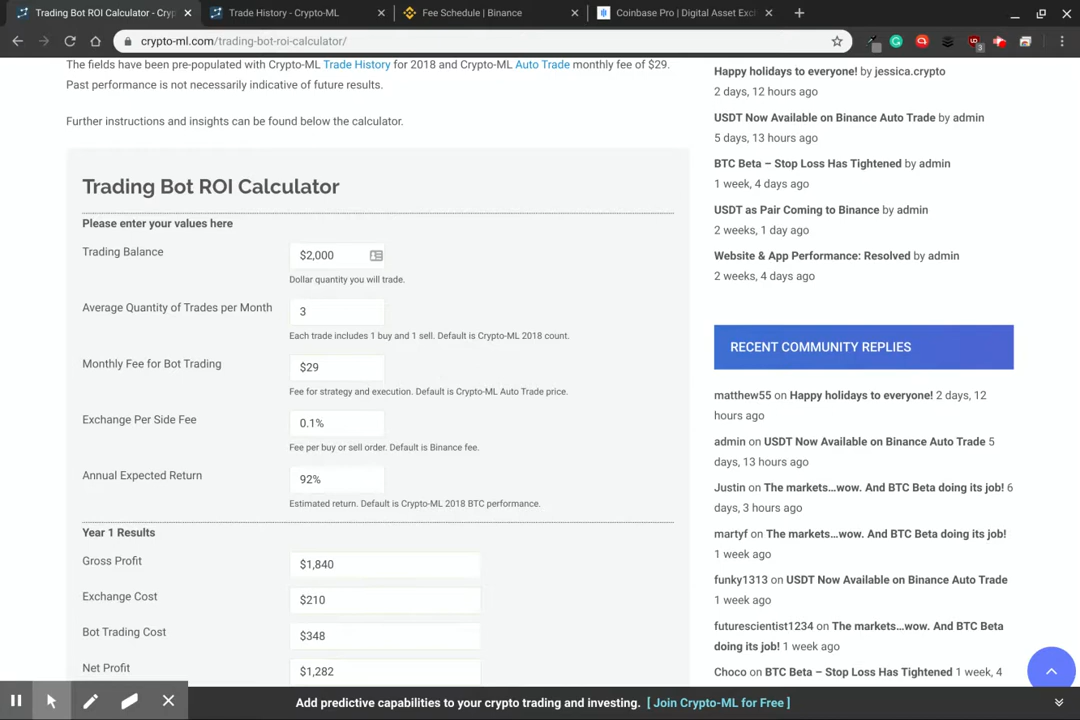 Trading Bot ROI Calculator - Cryp
Trade History - Crypto-ML
Fee Schedule | Binance
Coinbase Pro | Digital Asset Exc
crypto-ml.com/trading-bot-roi-calculator/
3
The fields have been pre-populated with Crypto-ML Trade History for 2018 and Crypto-ML Auto Trade monthly fee of $29.
Past performance is not necessarily indicative of future results.
Further instructions and insights can be found below the calculator.
Trading Bot ROI Calculator
Please enter your values here
Trading Balance
$2,000
Dollar quantity you will trade.
Average Quantity of Trades per Month
3
Each trade includes 1 buy and 1 sell. Default is Crypto-ML 2018 count.
Monthly Fee for Bot Trading
$29
Fee for strategy and execution. Default is Crypto-ML Auto Trade price.
Exchange Per Side Fee
0.1%
Fee per buy or sell order. Default is Binance fee.
Annual Expected Return
92%
Estimated return. Default is Crypto-ML 2018 BTC performance.
Year 1 Results
Gross Profit
$1,840
Exchange Cost
$210
Bot Trading Cost
$348
Net Profit
$1,282
Happy holidays to everyone! by jessica.crypto
2 days, 12 hours ago
USDT Now Available on Binance Auto Trade by admin
5 days, 13 hours ago
BTC Beta – Stop Loss Has Tightened by admin
1 week, 4 days ago
USDT as Pair Coming to Binance by admin
2 weeks, 1 day ago
Website & App Performance: Resolved by admin
2 weeks, 4 days ago
RECENT COMMUNITY REPLIES
matthew55 on Happy holidays to everyone! 2 days, 12
hours ago
admin on USDT Now Available on Binance Auto Trade 5
days, 13 hours ago
Justin on The markets...wow. And BTC Beta doing its job! 6
days, 3 hours ago
martyf on The markets...wow. And BTC Beta doing its job!
1 week ago
funky1313 on USDT Now Available on Binance Auto Trade
1 week ago
futurescientist1234 on The markets...wow. And BTC Beta
doing its job! 1 week ago
Choco on BTC Beta – Stop Loss Has Tightened 1 week, 4
Add predictive capabilities to your crypto trading and investing. [ Join Crypto-ML for Free ]